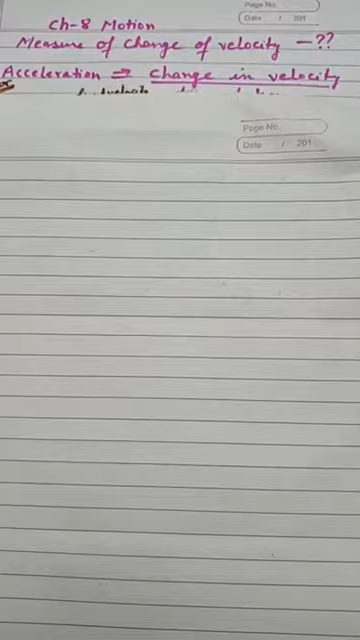 Page No.
Date / 201
Ch-8 Motion
Measure of Change of velocity - ??
Acceleration => Change in velocity
Page No.
Date / 201